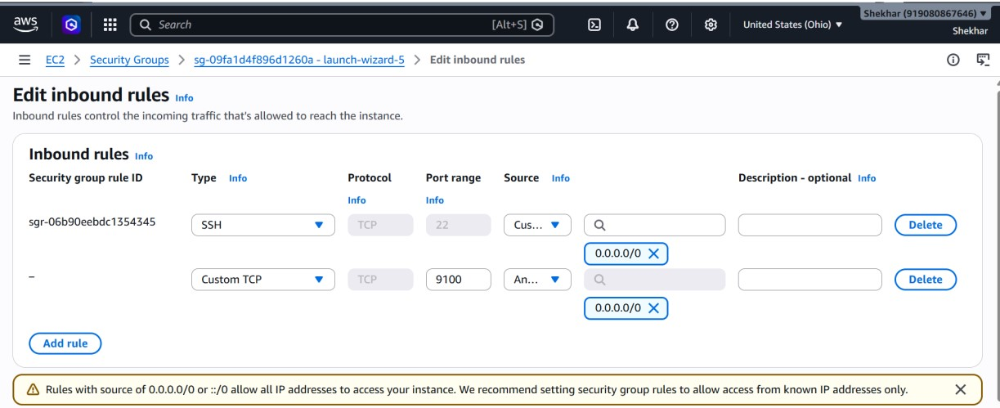 aws
Search
[Alt+S]
United States (Ohio) ▼
Shekhar (919080867646) ▼
Shekhar
EC2 > Security Groups > sg-09fa1d4f896d1260a - launch-wizard-5 > Edit inbound rules
Edit inbound rules Info
Inbound rules control the incoming traffic that's allowed to reach the instance.
Inbound rules Info
Security group rule ID Type Info Protocol Port range Source Info Description - optional Info
Info Info
sgr-06b90eebdc1354345 SSH TCP 22 Cus... Delete
0.0.0.0/0
– Custom TCP TCP 9100 An... Delete
0.0.0.0/0
Add rule
Rules with source of 0.0.0.0/0 or ::/0 allow all IP addresses to access your instance. We recommend setting security group rules to allow access from known IP addresses only.